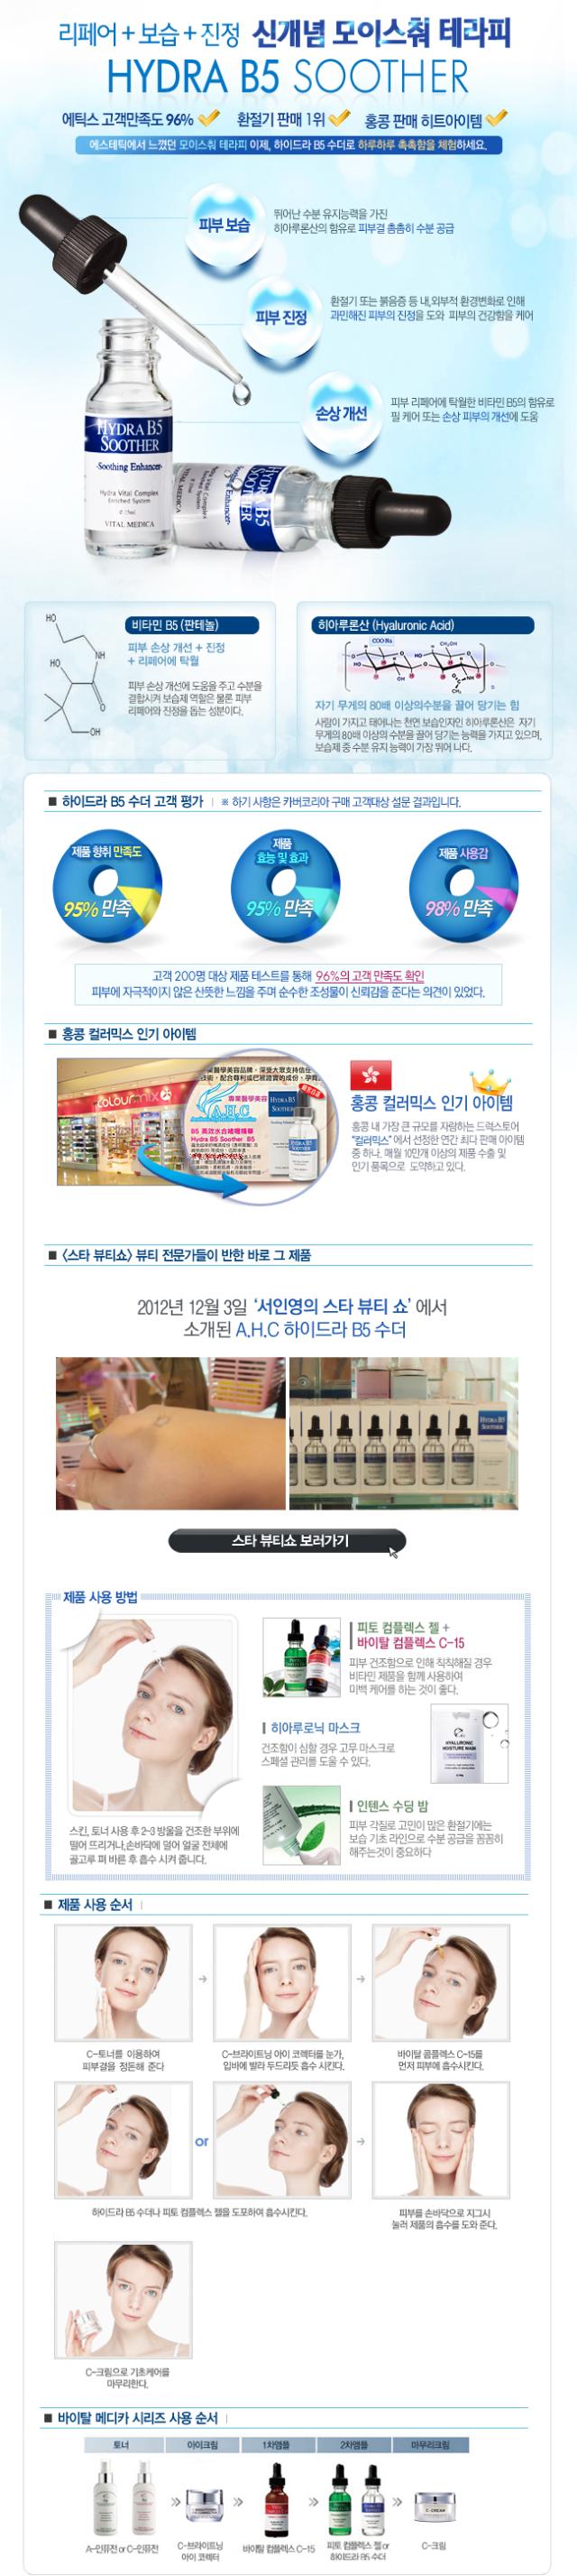 리페어 + 보습 + 진정 신개념 모이스춰 테라피
HYDRA B5 SOOTHER
에틱스 고객만족도 96%
환절기 판매 1위
홍콩 판매 히트아이템
에스테틱에서 느꼈던 모이스춰 테라피 이제, 하이드라 B5 수더로 하루하루 촉촉함을 체험하세요.
피부 보습
뛰어난 수분 유지능력을 가진
히아루론산의 함유로 피부결 촘촘히 수분 공급
피부 진정
환절기 또는 붉음증 등 내,외부적 환경변화로 인해
과민해진 피부의 진정을 도와 피부의 건강함을 케어
손상 개선
피부 리페어에 탁월한 비타민 B5의 함유로
필 케어 또는 손상 피부의 개선에 도움
HYDRA B5
SOOTHER
-Soothing Enhancer-
Hydra Vital Complex
Enriched System
VITAL MEDICA
HYDRA B5
SOOTHER
비타민 B5 (판테놀)
피부 손상 개선 + 진정
+ 리페어에 탁월
피부 손상 개선에 도움을 주고 수분을
결합시켜 보습제 역할은 물론 피부
리페어와 진정을 돕는 성분이다.
HO
NH
HO
O
OH
히아루론산 (Hyaluronic Acid)
자기 무게의 80배 이상의수분을 끌어 당기는 힘
사람이 가지고 태어나는 천연 보습인자인 히아루론산은 자기
무게의 80배 이상의 수분을 끌어 당기는 능력을 가지고 있으며,
보습제 중 수분 유지 능력이 가장 뛰어 나다.
하이드라 B5 수더 고객 평가 | ※ 하기 사항은 카버코리아 구매 고객대상 설문 결과입니다.
제품 향취 만족도
95% 만족
제품
효능 및 효과
95% 만족
제품 사용감
98% 만족
고객 200명 대상 제품 테스트를 통해 96%의 고객 만족도 확인
피부에 자극적이지 않은 산뜻한 느낌을 주며 순수한 조성물이 신뢰감을 준다는 의견이 있었다.
홍콩 컬러믹스 인기 아이템
colourmix
A.H.C
Hydra B5 Soother B5
HYDRA B5
SOOTHER
홍콩 컬러믹스 인기 아이템
홍콩 내 가장 큰 규모를 자랑하는 드럭스토어
"컬러믹스" 에서 선정한 연간 최다 판매 아이템
중 하나. 매월 10만개 이상의 제품 수출 및
인기 품목으로 도약하고 있다.
<스타 뷰티쇼> 뷰티 전문가들이 반한 바로 그 제품
2012년 12월 3일 '서인영의 스타 뷰티 쇼' 에서
소개된 A.H.C 하이드라 B5 수더
스타 뷰티쇼 보러가기
제품 사용 방법
스킨, 토너 사용 후 2~3 방울을 건조한 부위에
떨어 뜨리거나,손바닥에 덜어 얼굴 전체에
골고루 펴 바른 후 흡수 시켜 줍니다.
피토 컴플렉스 젤 +
바이탈 컴플렉스 C-15
피부 건조함으로 인해 칙칙해질 경우
비타민 제품을 함께 사용하여
미백 케어를 하는 것이 좋다.
히아루로닉 마스크
건조함이 심할 경우 고무 마스크로
스페셜 관리를 도울 수 있다.
인텐스 수딩 밤
피부 각질로 고민이 많은 환절기에는
보습 기초 라인으로 수분 공급을 꼼꼼히
해주는것이 중요하다
제품 사용 순서 |
C-토너를 이용하여
피부결을 정돈해 준다
C-브라이트닝 아이 코렉터를 눈가,
입바에 발라 두드리듯 흡수 시킨다.
바이탈 콤플렉스 C-15를
먼저 피부에 흡수시킨다.
or
하이드라 B5 수더나 피토 컴플렉스 젤을 도포하여 흡수시킨다.
피부를 손바닥으로 지그시
눌러 제품의 흡수를 도와 준다.
C-크림으로 기초케어를
마무리한다.
바이탈 메디카 시리즈 사용 순서 |
토너
아이크림
1차앰플
2차앰플
마무리크림
A-인퓨전 or C-인퓨전
C-브라이트닝
아이 코렉터
바이탈 컴플렉스 C-15
피토 컴플렉스 젤 or
하이드라 B5 수더
C-크림